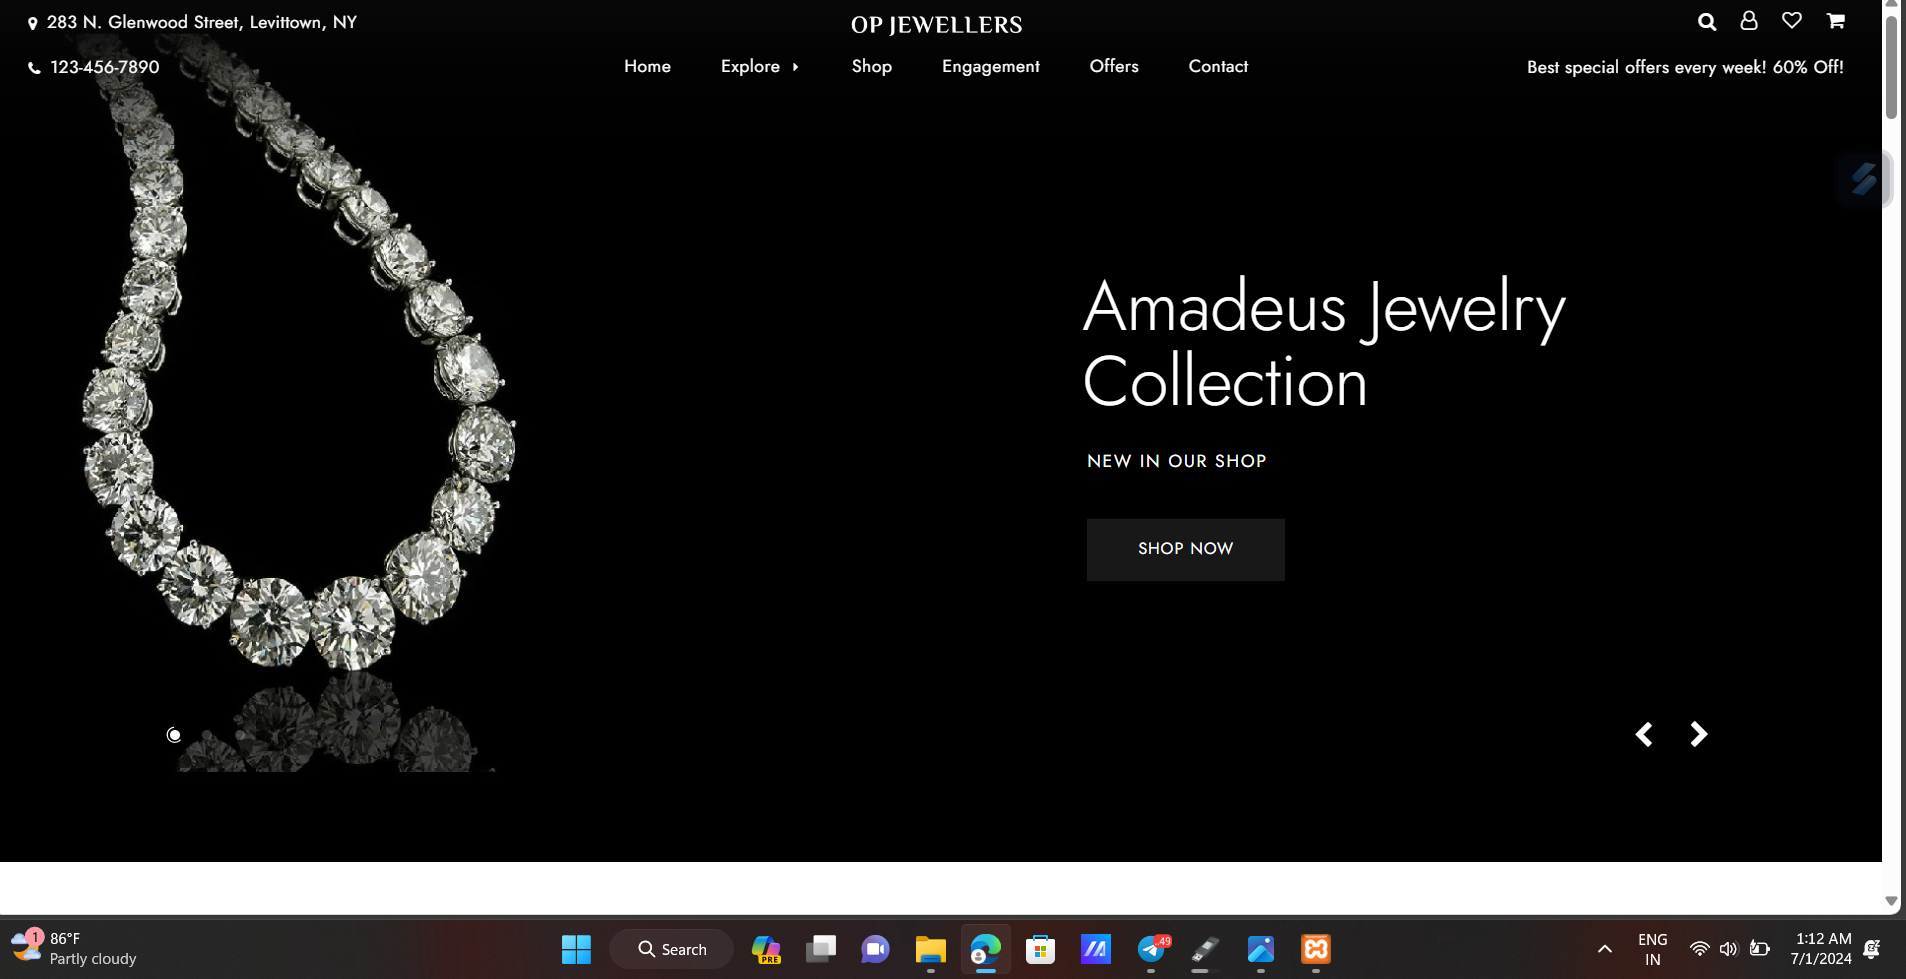 283 N. Glenwood Street, Levittown, NY
OP JEWELLERS
123-456-7890
Home
Explore
Shop
Engagement
Offers
Contact
Best special offers every week! 60% Off!
Amadeus Jewelry
Collection
NEW IN OUR SHOP
SHOP NOW
1
86°F
Partly cloudy
Search
PRE
49
ENG
IN
1:12 AM
7/1/2024